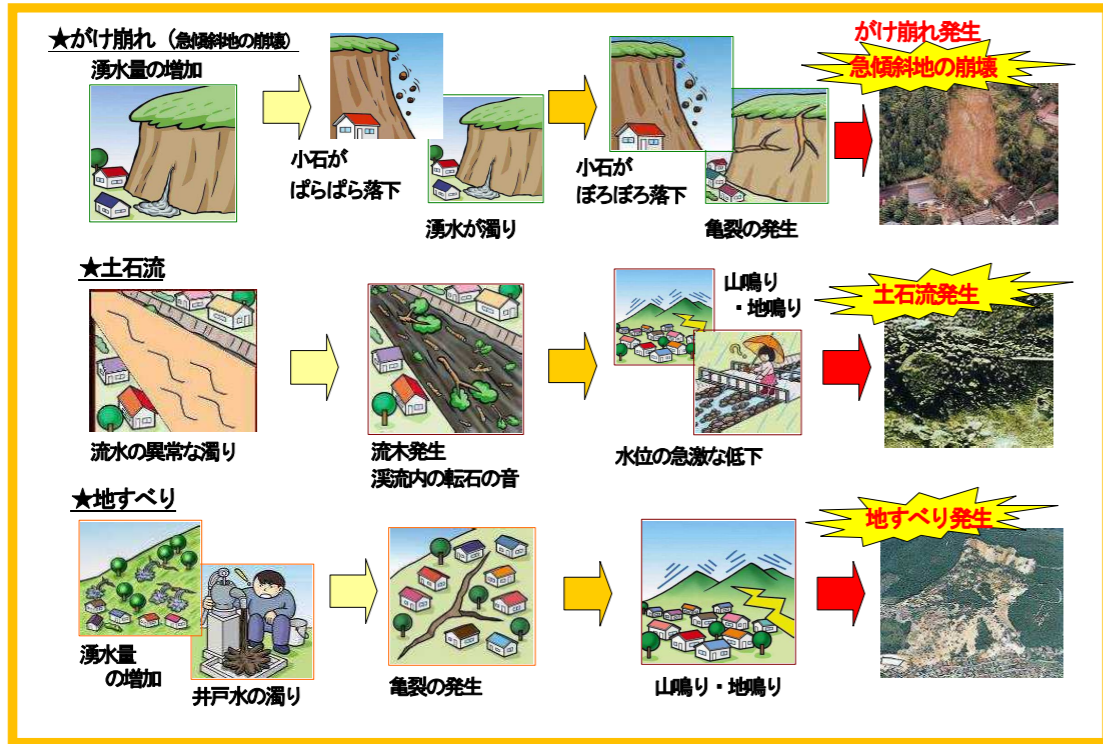 ★がけ崩れ（急傾斜地の崩壊）
湧水量の増加
小石が
ぱらぱら落下
湧水が濁り
小石が
ぼろぼろ落下
亀裂の発生
がけ崩れ発生
急傾斜地の崩壊
★土石流
流水の異常な濁り
流木発生
渓流内の転石の音
山鳴り
・地鳴り
水位の急激な低下
土石流発生
★地すべり
湧水量
の増加
井戸水の濁り
亀裂の発生
山鳴り・地鳴り
地すべり発生